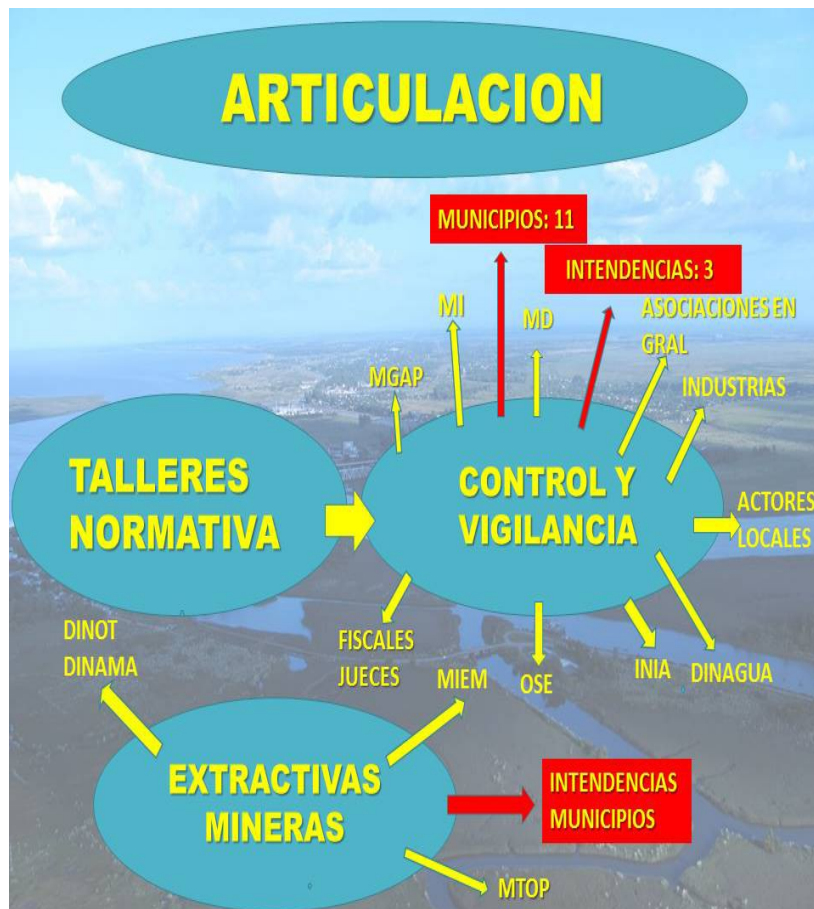 ARTICULACION
MUNICIPIOS: 11
INTENDENCIAS: 3
MI
MD
ASOCIACIONES EN
GRAL
MGAP
INDUSTRIAS
TALLERES
NORMATIVA
CONTROL Y
VIGILANCIA
ACTORES
LOCALES
DINOT
DINAMA
FISCALES
JUECES
MIEM
OSE
INIA
DINAGUA
EXTRACTIVAS
MINERAS
INTENDENCIAS
MUNICIPIOS
MTOP